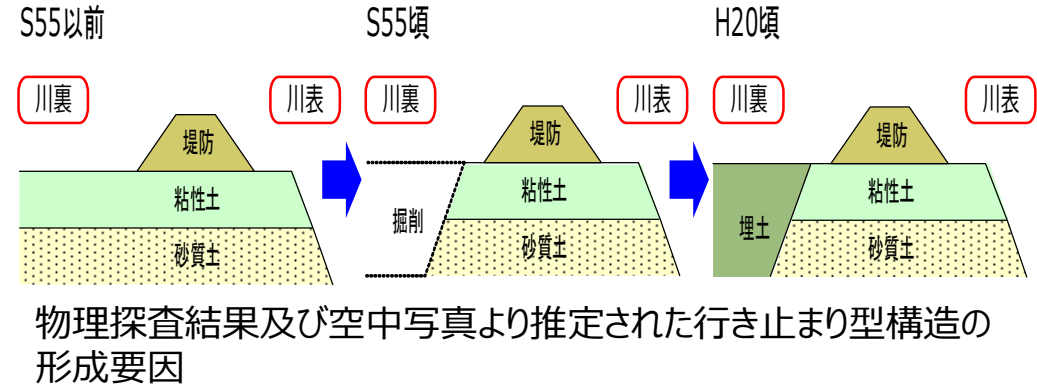 S55以前
S55頃
H20頃
川裏
川表
川裏
川表
川裏
川表
堤防
堤防
堤防
粘性土
粘性土
粘性土
掘削
埋土
砂質土
砂質土
砂質土
物理探査結果及び空中写真より推定された行き止まり型構造の
形成要因